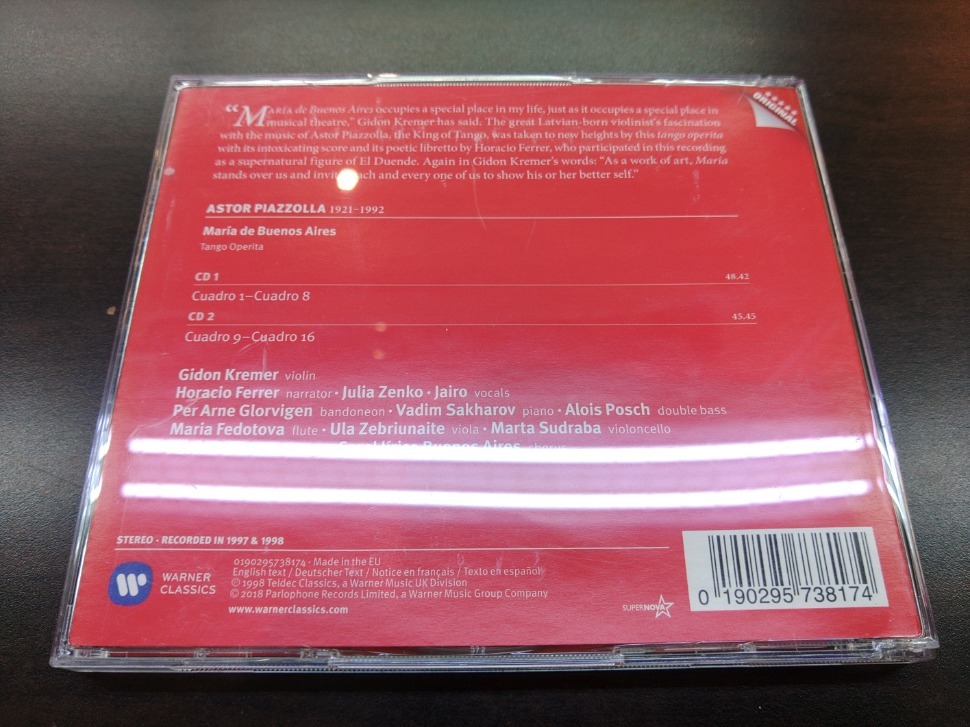 ORIGINAL
"MARÍA de Buenos Aires occupies a special place in my life, just as it occupies a special place in
musical theatre," Gidon Kremer has said. The great Latvian-born violinist's fascination
with the music of Astor Piazzolla, the King of Tango, was taken to new heights by this tango operita
with its intoxicating score and its poetic libretto by Horacio Ferrer, who participated in this recording
as a supernatural figure of El Duende. Again in Gidon Kremer's words: "As a work of art, María
stands over us and each and every one of us to show his or her better self."
ASTOR PIAZZOLLA 1921–1992
María de Buenos Aires
Tango Operita
CD 1 48.42
Cuadro 1–Cuadro 8
CD 2 45.45
Cuadro 9–Cuadro 16
Gidon Kremer violin
Horacio Ferrer narrator · Julia Zenko · Jairo vocals
Per Arne Glorvigen bandoneon · Vadim Sakharov piano · Alois Posch double bass
Maria Fedotova flute · Ula Zebriunaite viola · Marta Sudraba violoncello
Buenos Aires chorus
STEREO · RECORDED IN 1997 & 1998
0190295738174 · Made in the EU
English text / Deutscher Text / Notice en français / Texto en español
℗ 1998 Teldec Classics, a Warner Music UK Division
© 2018 Parlophone Records Limited, a Warner Music Group Company
www.warnerclassics.com
WARNER
CLASSICS
SUPERNOVA
0 190295 738174